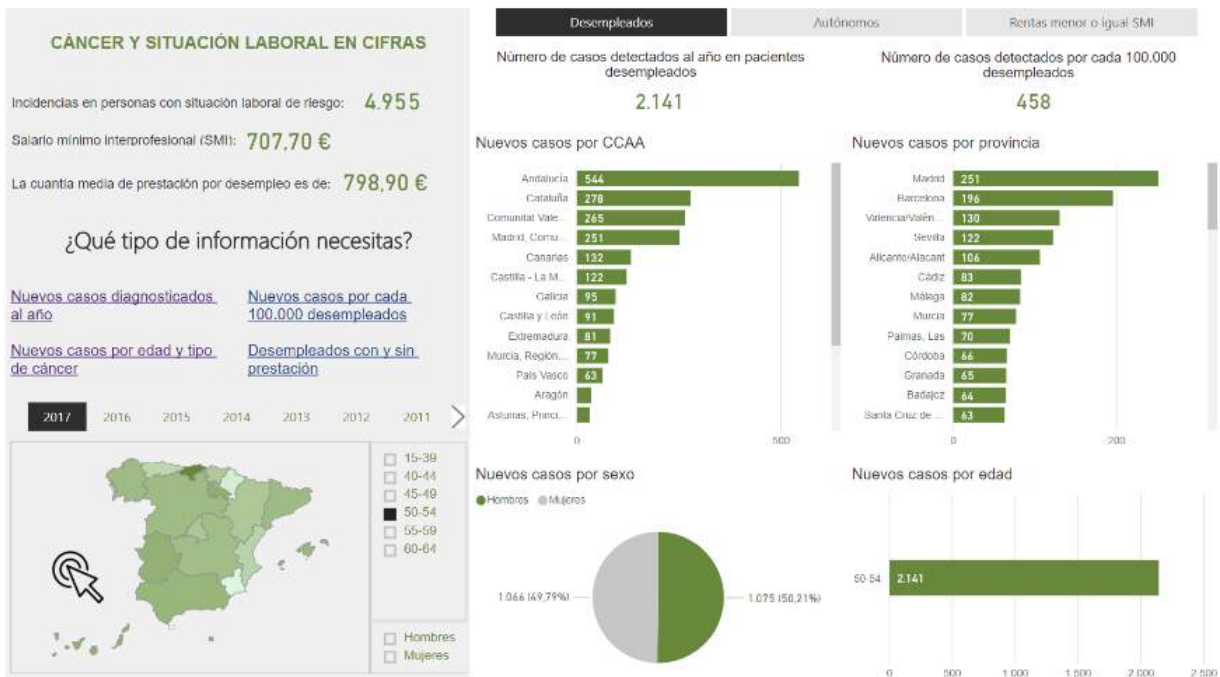 CÁNCER Y SITUACIÓN LABORAL EN CIFRAS
Incidencias en personas con situación laboral de riesgo: 4.955
Salario mínimo interprofesional (SMI): 707,70 €
La cuantía media de prestación por desempleo es de: 798,90 €
¿Qué tipo de información necesitas?
Nuevos casos diagnosticados
al año
Nuevos casos por cada
100.000 desempleados
Nuevos casos por edad y tipo
de cáncer
Desempleados con y sin
prestación
2017 2016 2015 2014 2013 2012 2011
15-39
40-44
45-49
50-54
55-59
60-64
Hombres
Mujeres
Desempleados Autónomos Rentas menor o igual SMI
Número de casos detectados al año en pacientes
desempleados
2.141
Número de casos detectados por cada 100.000
desempleados
458
Nuevos casos por CCAA
Andalucía 544
Cataluña 278
Comunitat Vale... 265
Madrid, Comu... 251
Canarias 132
Castilla - La M... 122
Galicia 95
Castilla y León 91
Extremadura 81
Murcia, Región... 77
País Vasco 63
Aragón
Asturias, Princi...
0 500
Nuevos casos por provincia
Madrid 251
Barcelona 196
Valencia/Valèn... 130
Sevilla 122
Alicante/Alacant 106
Cádiz 83
Málaga 82
Murcia 77
Palmas, Las 70
Córdoba 66
Granada 65
Badajoz 64
Santa Cruz de ... 63
0 200
Nuevos casos por sexo
Hombres Mujeres
1.066 (49,79%) 1.075 (50,21%)
Nuevos casos por edad
50-54 2.141
0 500 1.000 1.500 2.000 2.500